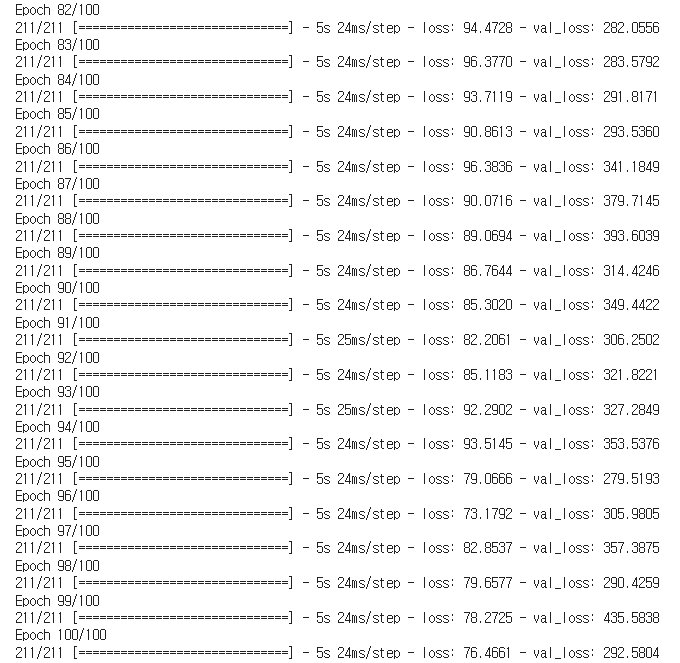 Epoch 82/100
211/211 [==============================] - 5s 24ms/step - loss: 94.4728 - val_loss: 282.0556
Epoch 83/100
211/211 [==============================] - 5s 24ms/step - loss: 96.3770 - val_loss: 283.5792
Epoch 84/100
211/211 [==============================] - 5s 24ms/step - loss: 93.7119 - val_loss: 291.8171
Epoch 85/100
211/211 [==============================] - 5s 24ms/step - loss: 90.8613 - val_loss: 293.5360
Epoch 86/100
211/211 [==============================] - 5s 24ms/step - loss: 96.3836 - val_loss: 341.1849
Epoch 87/100
211/211 [==============================] - 5s 24ms/step - loss: 90.0716 - val_loss: 379.7145
Epoch 88/100
211/211 [==============================] - 5s 24ms/step - loss: 89.0694 - val_loss: 393.6039
Epoch 89/100
211/211 [==============================] - 5s 24ms/step - loss: 86.7644 - val_loss: 314.4246
Epoch 90/100
211/211 [==============================] - 5s 24ms/step - loss: 85.3020 - val_loss: 349.4422
Epoch 91/100
211/211 [==============================] - 5s 25ms/step - loss: 82.2061 - val_loss: 306.2502
Epoch 92/100
211/211 [==============================] - 5s 24ms/step - loss: 85.1183 - val_loss: 321.8221
Epoch 93/100
211/211 [==============================] - 5s 25ms/step - loss: 92.2902 - val_loss: 327.2849
Epoch 94/100
211/211 [==============================] - 5s 24ms/step - loss: 93.5145 - val_loss: 353.5376
Epoch 95/100
211/211 [==============================] - 5s 24ms/step - loss: 79.0666 - val_loss: 279.5193
Epoch 96/100
211/211 [==============================] - 5s 24ms/step - loss: 73.1792 - val_loss: 305.9805
Epoch 97/100
211/211 [==============================] - 5s 24ms/step - loss: 82.8537 - val_loss: 357.3875
Epoch 98/100
211/211 [==============================] - 5s 24ms/step - loss: 79.6577 - val_loss: 290.4259
Epoch 99/100
211/211 [==============================] - 5s 24ms/step - loss: 78.2725 - val_loss: 435.5838
Epoch 100/100
211/211 [==============================] - 5s 24ms/step - loss: 76.4661 - val_loss: 292.5804